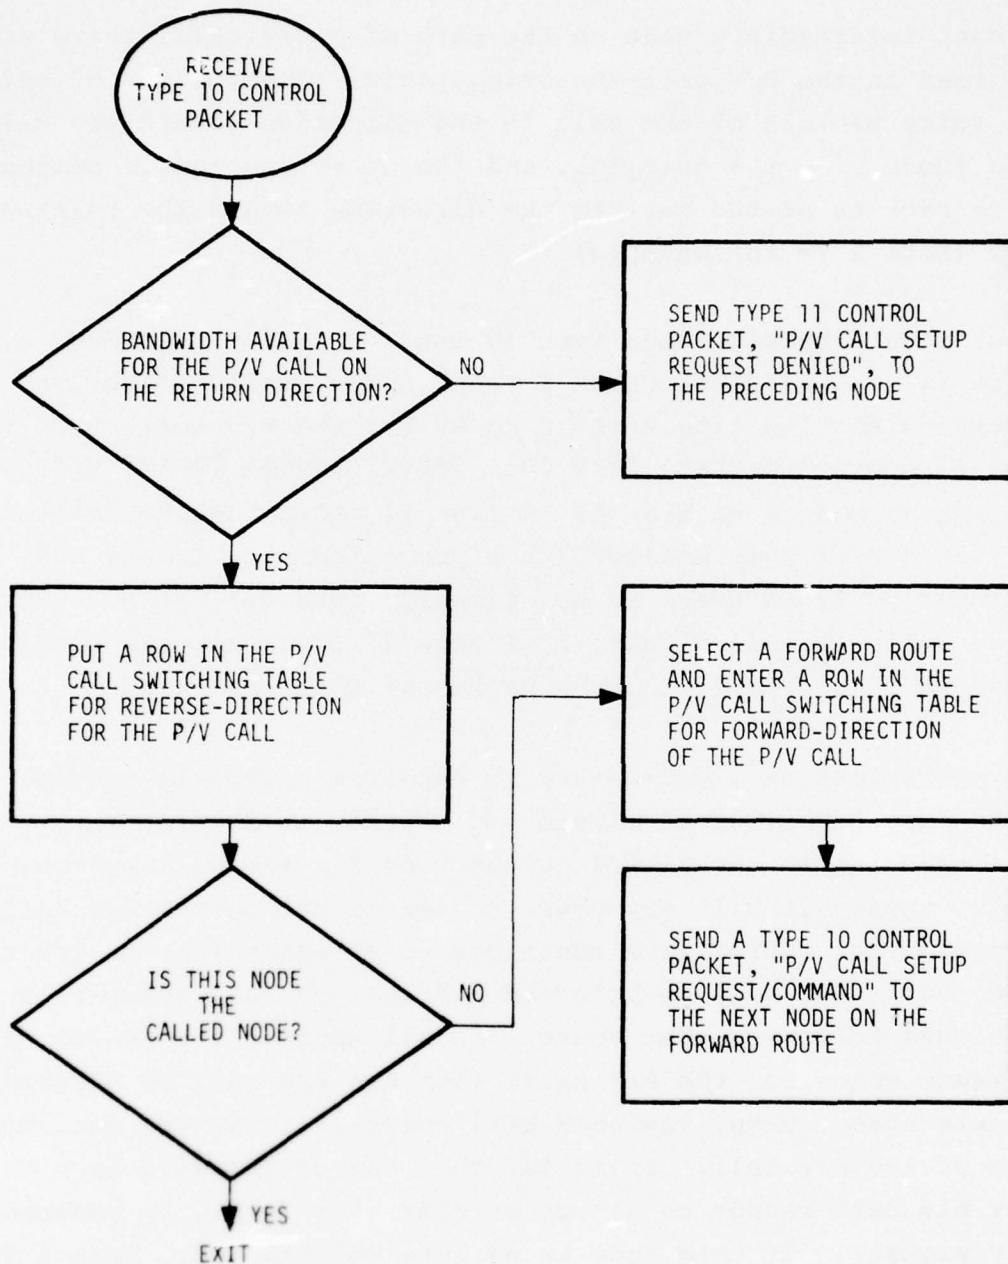 RECEIVE
TYPE 10 CONTROL
PACKET
BANDWIDTH AVAILABLE
FOR THE P/V CALL ON
THE RETURN DIRECTION?
NO
SEND TYPE 11 CONTROL
PACKET, "P/V CALL SETUP
REQUEST DENIED", TO
THE PRECEDING NODE
YES
PUT A ROW IN THE P/V
CALL SWITCHING TABLE
FOR REVERSE-DIRECTION
FOR THE P/V CALL
SELECT A FORWARD ROUTE
AND ENTER A ROW IN THE
P/V CALL SWITCHING TABLE
FOR FORWARD-DIRECTION
OF THE P/V CALL
IS THIS NODE
THE
CALLED NODE?
NO
SEND A TYPE 10 CONTROL
PACKET, "P/V CALL SETUP
REQUEST/COMMAND" TO
THE NEXT NODE ON THE
FORWARD ROUTE
YES
EXIT